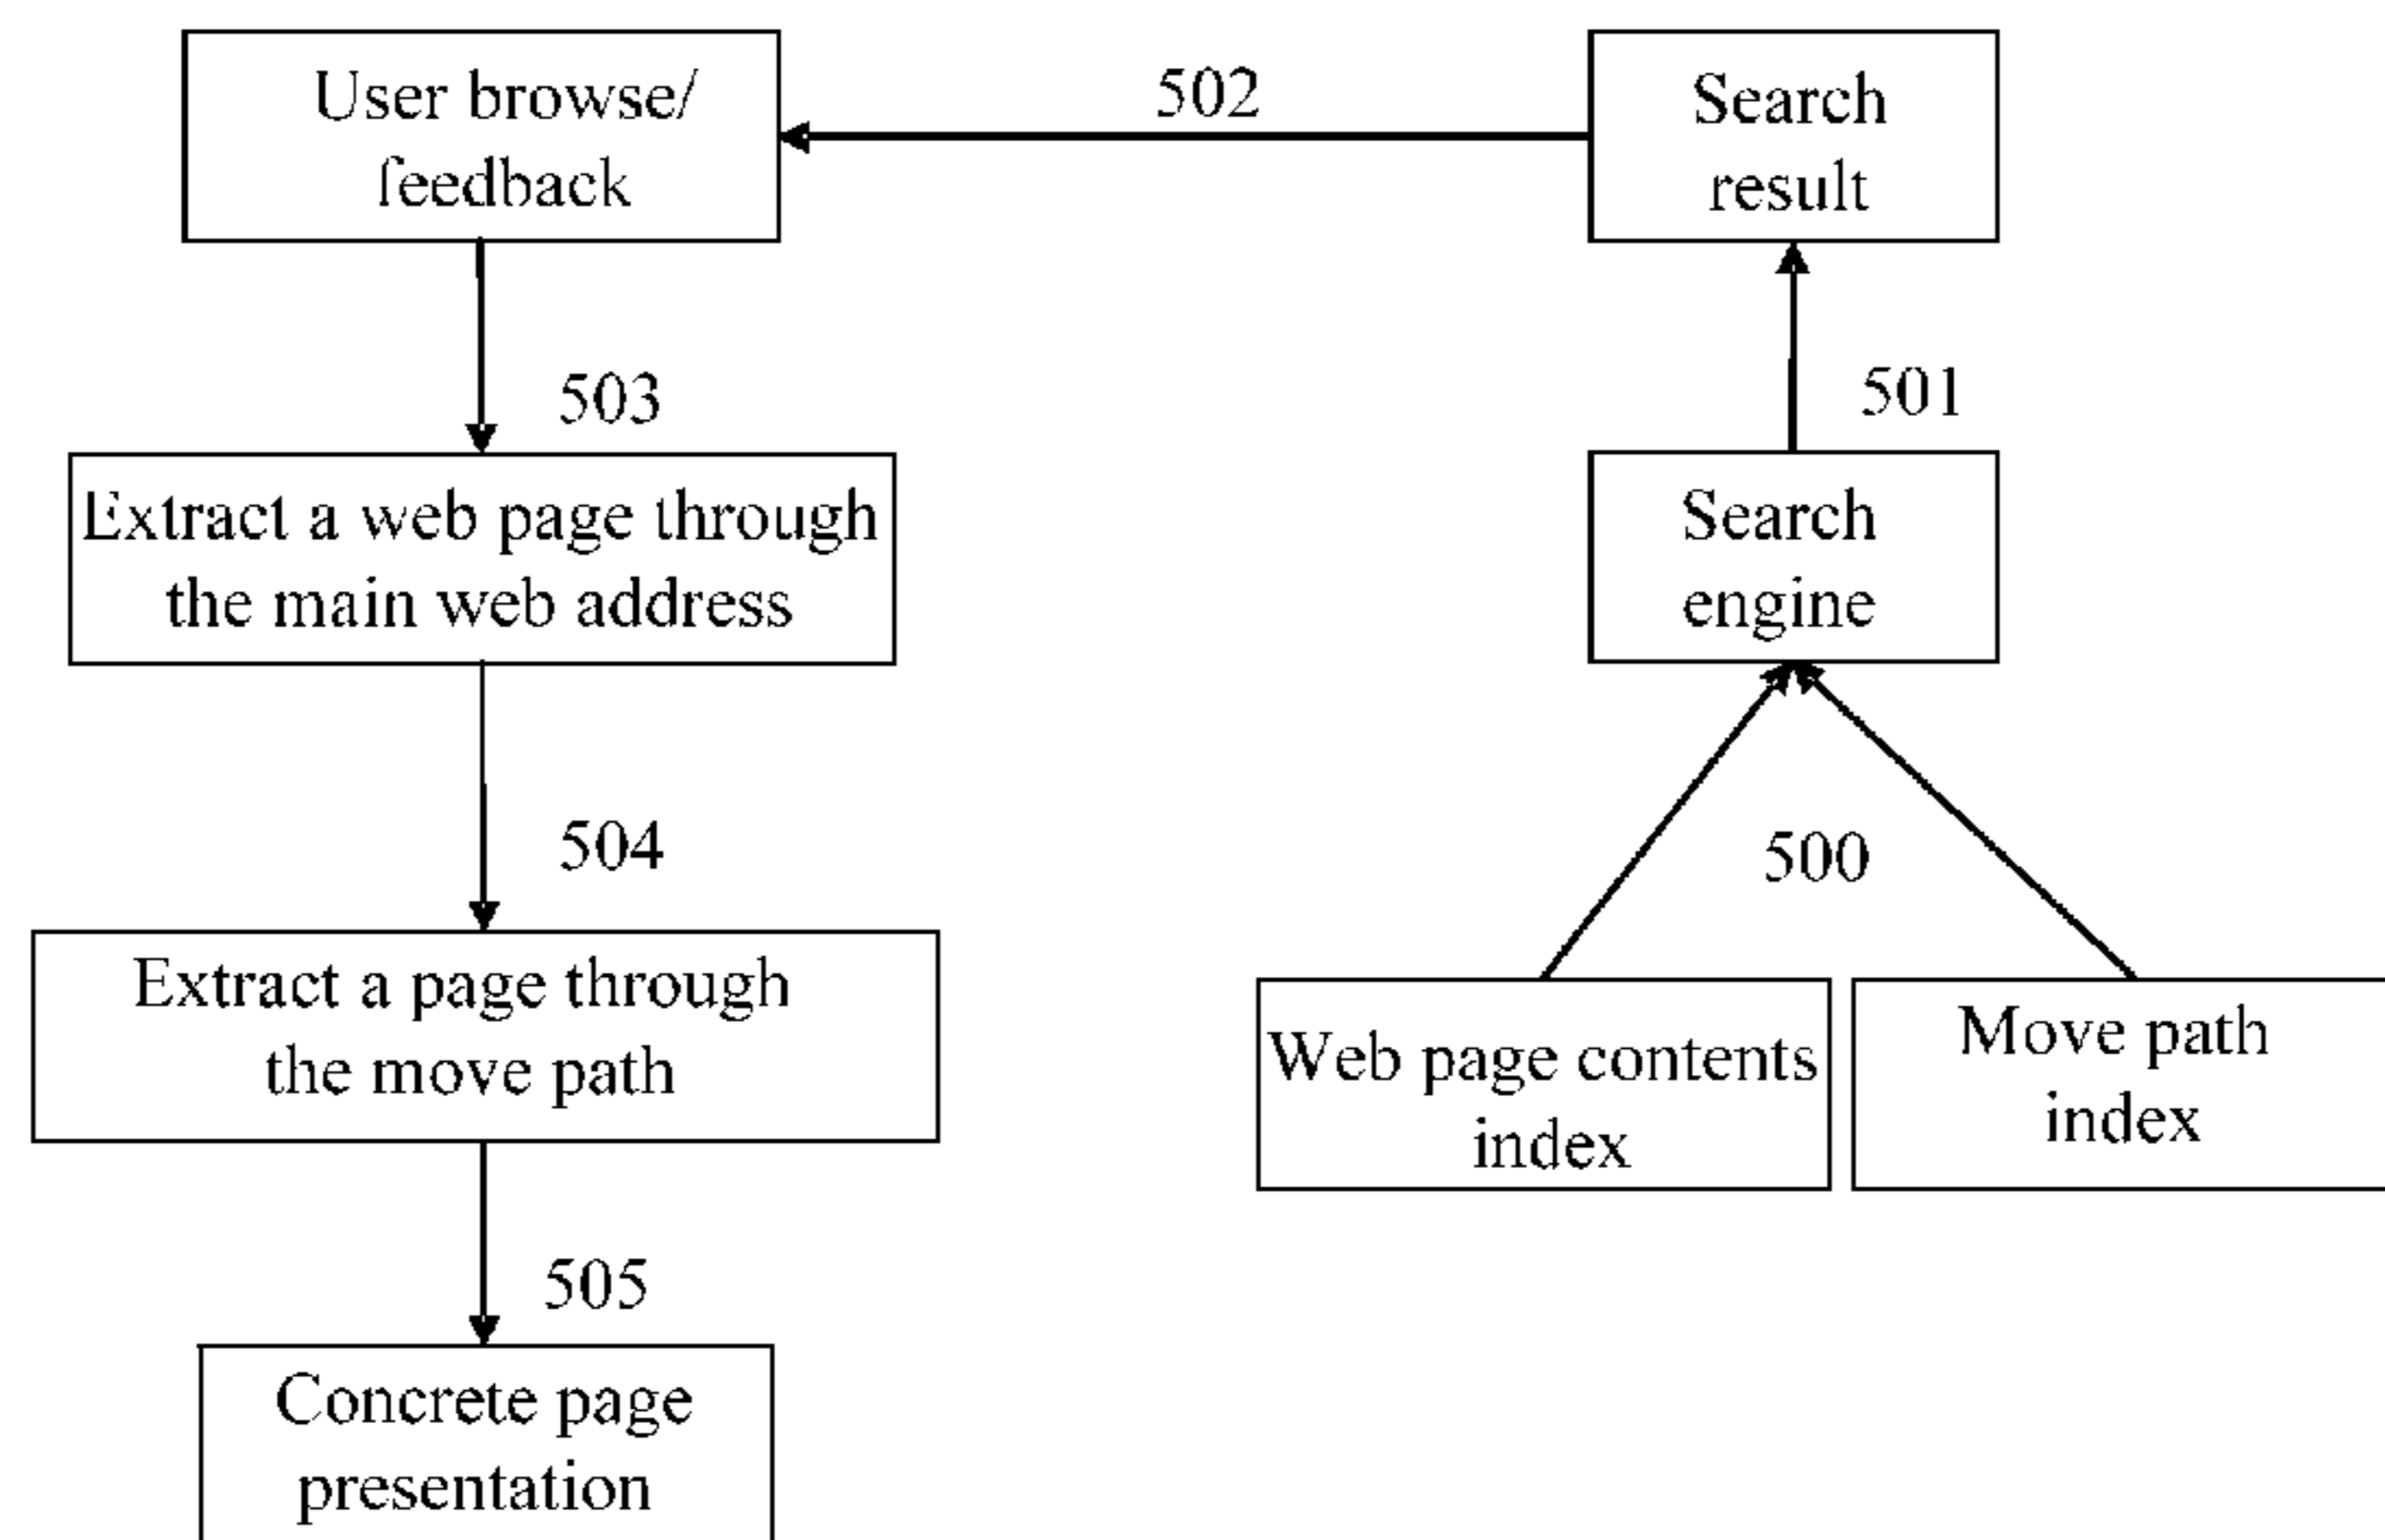 User browse/
feedback
502
Search
result
503
501
Extract a web page through
the main web address
Search
engine
504
500
Extract a page through
the move path
Web page contents
index
Move path
index
505
Concrete page
presentation